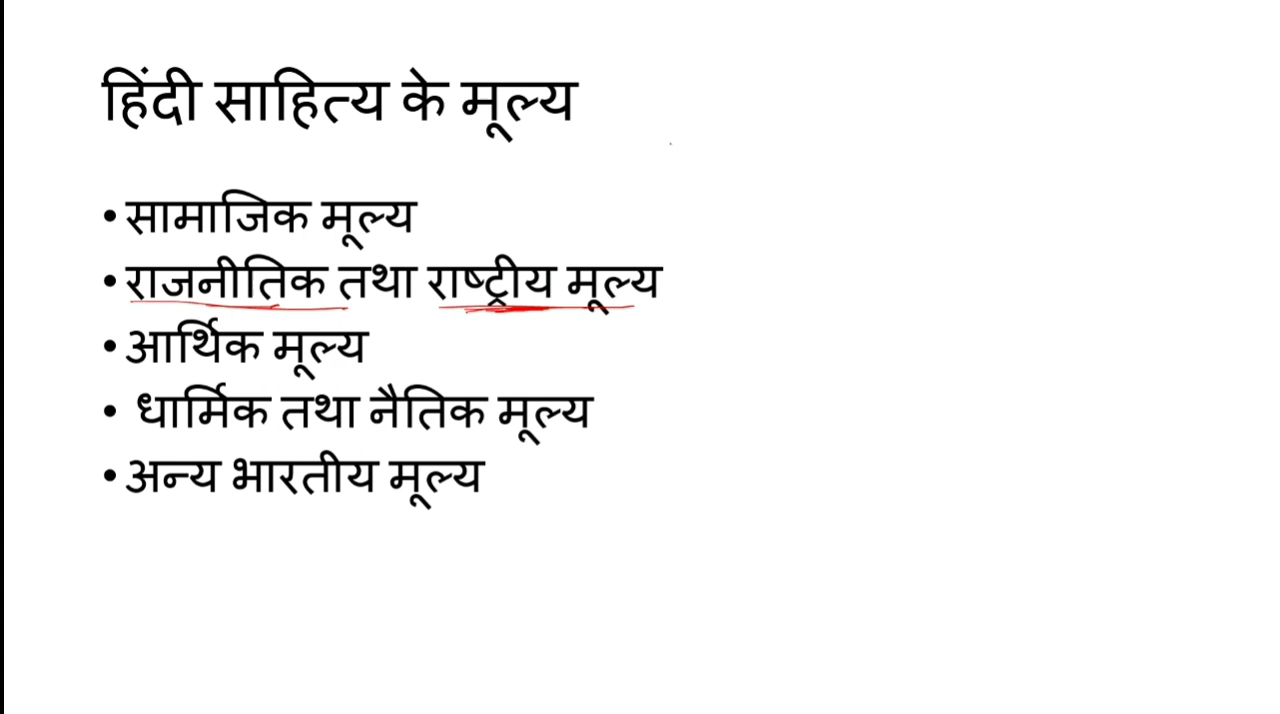 हिंदी साहित्य के मूल्य
• सामाजिक मूल्य
• राजनीतिक तथा राष्ट्रीय मूल्य
• आर्थिक मूल्य
• धार्मिक तथा नैतिक मूल्य
• अन्य भारतीय मूल्य